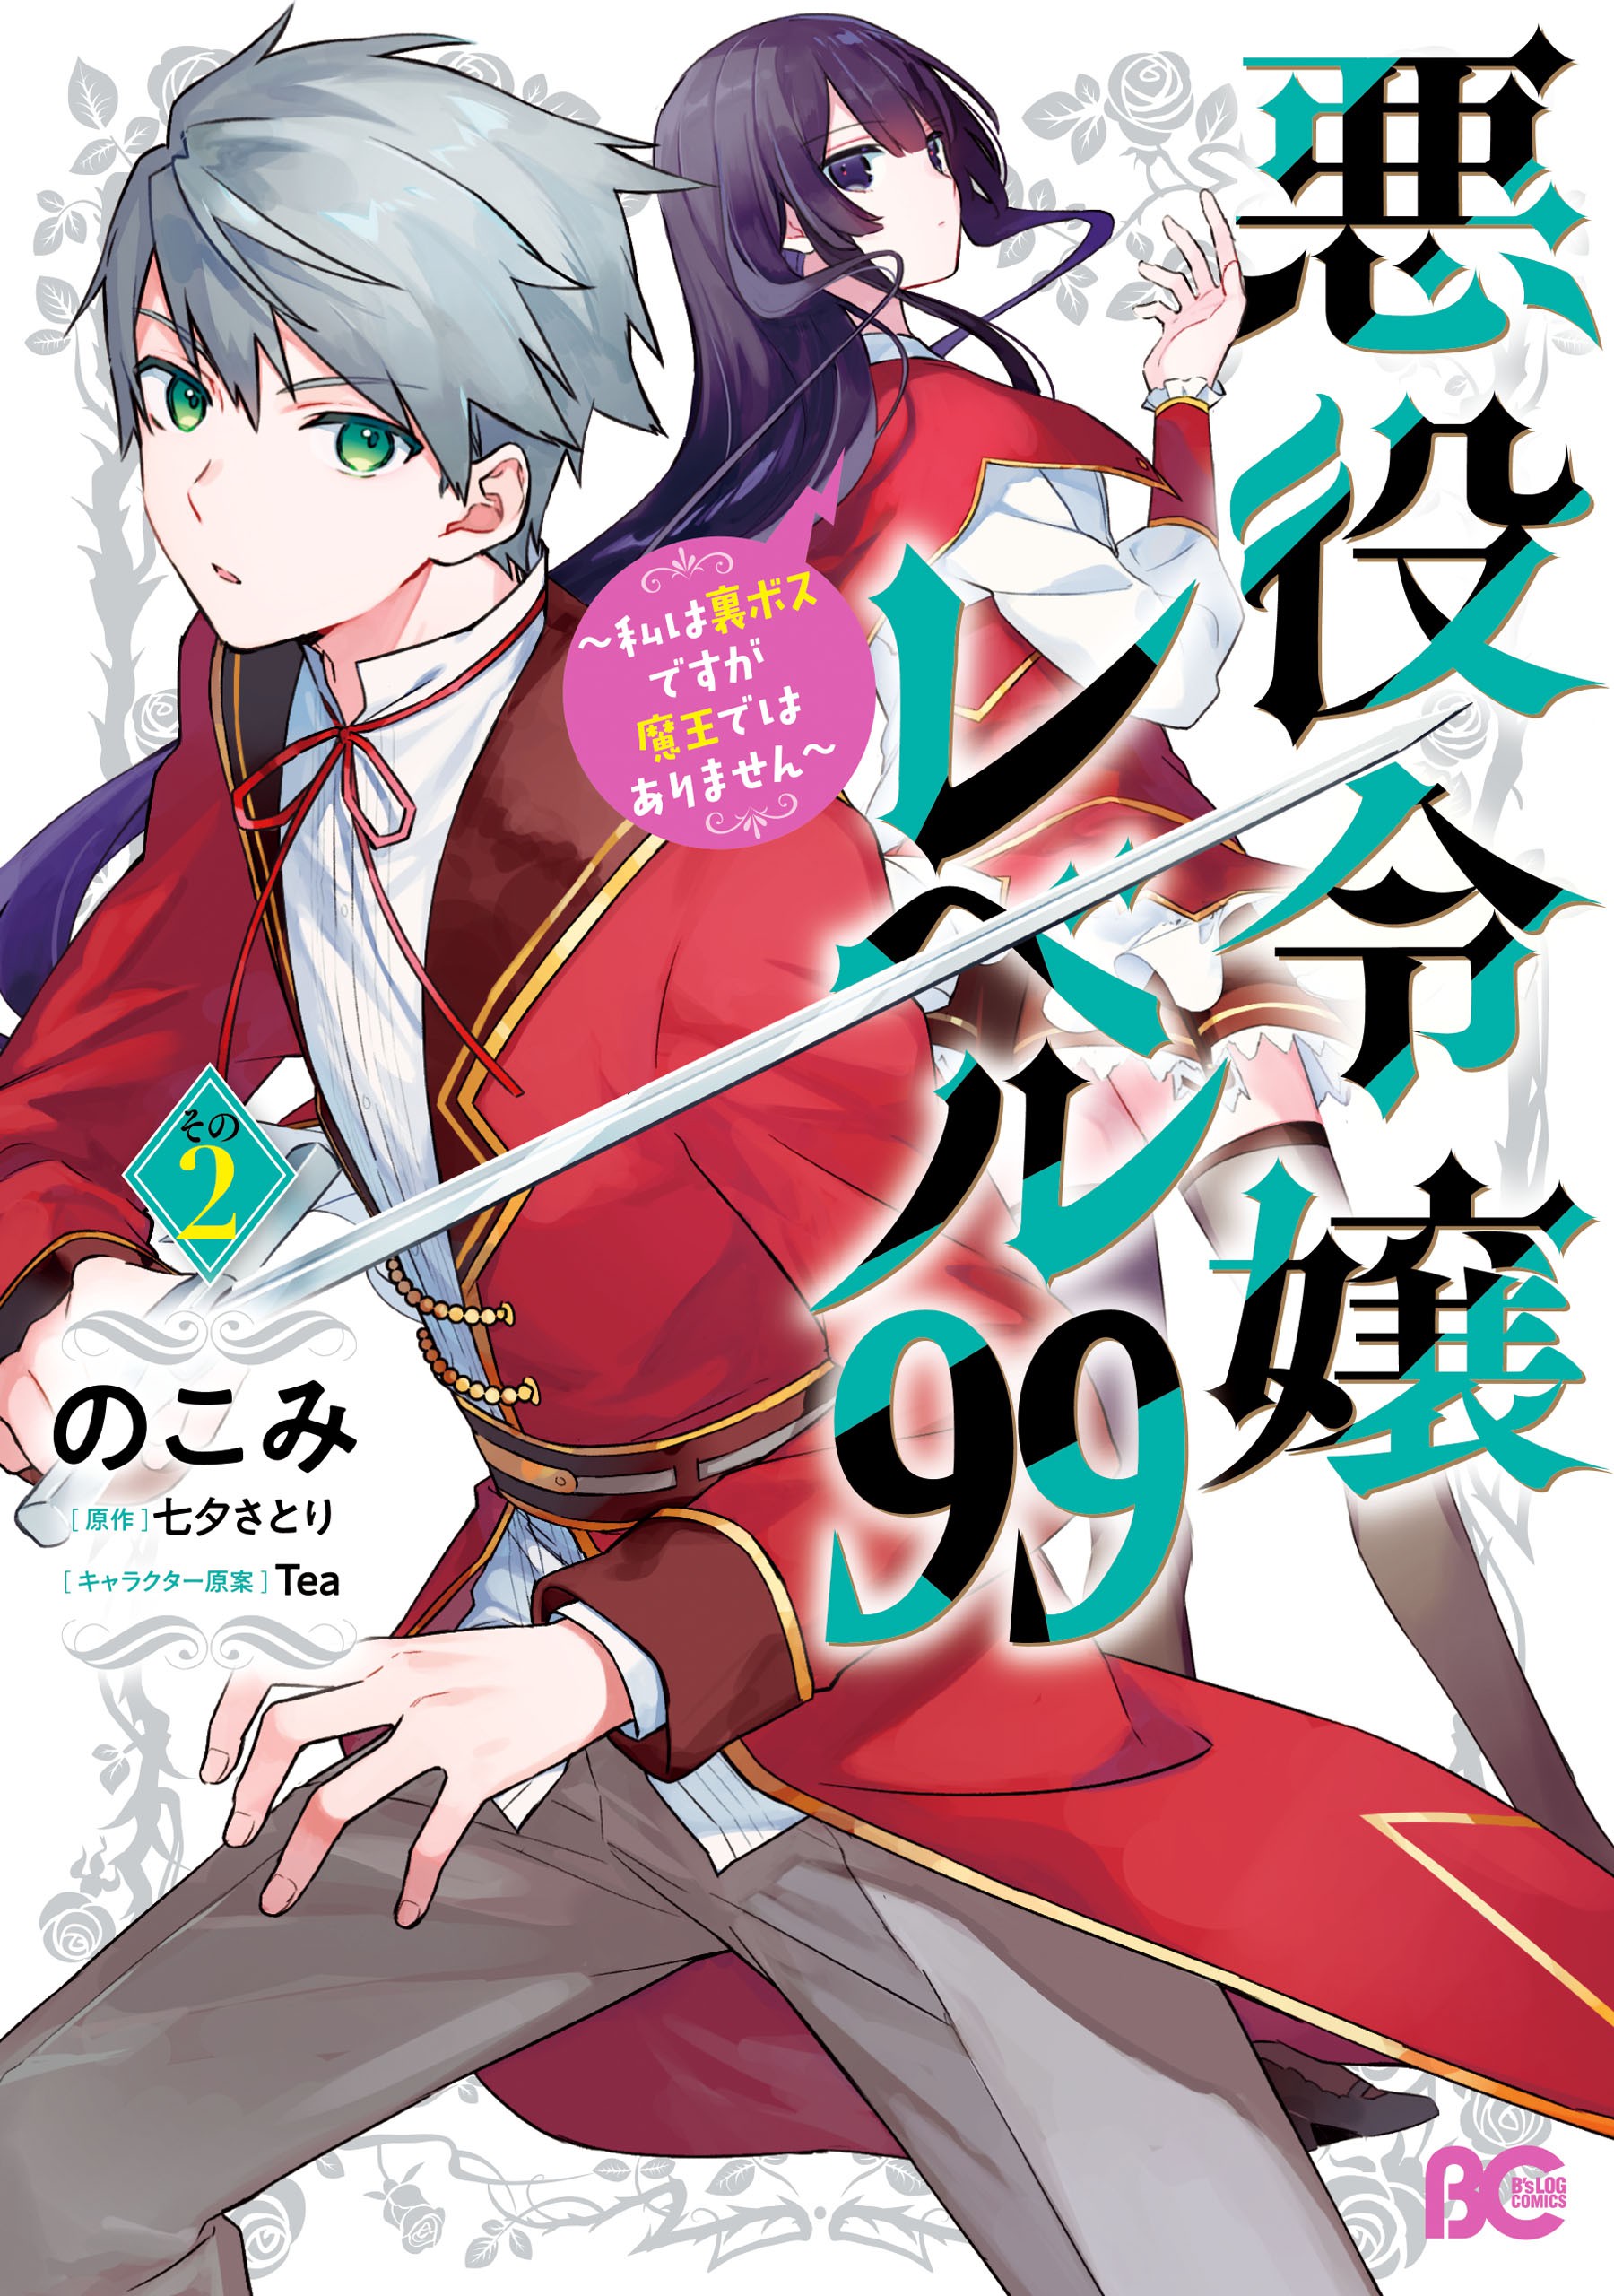 悪役令嬢
レベル99
～私は裏ボス
ですが
魔王では
ありません～
その
2
のこみ
[原作]七夕さとり
[キャラクター原案]Tea
BC
B'sLOG
COMICS